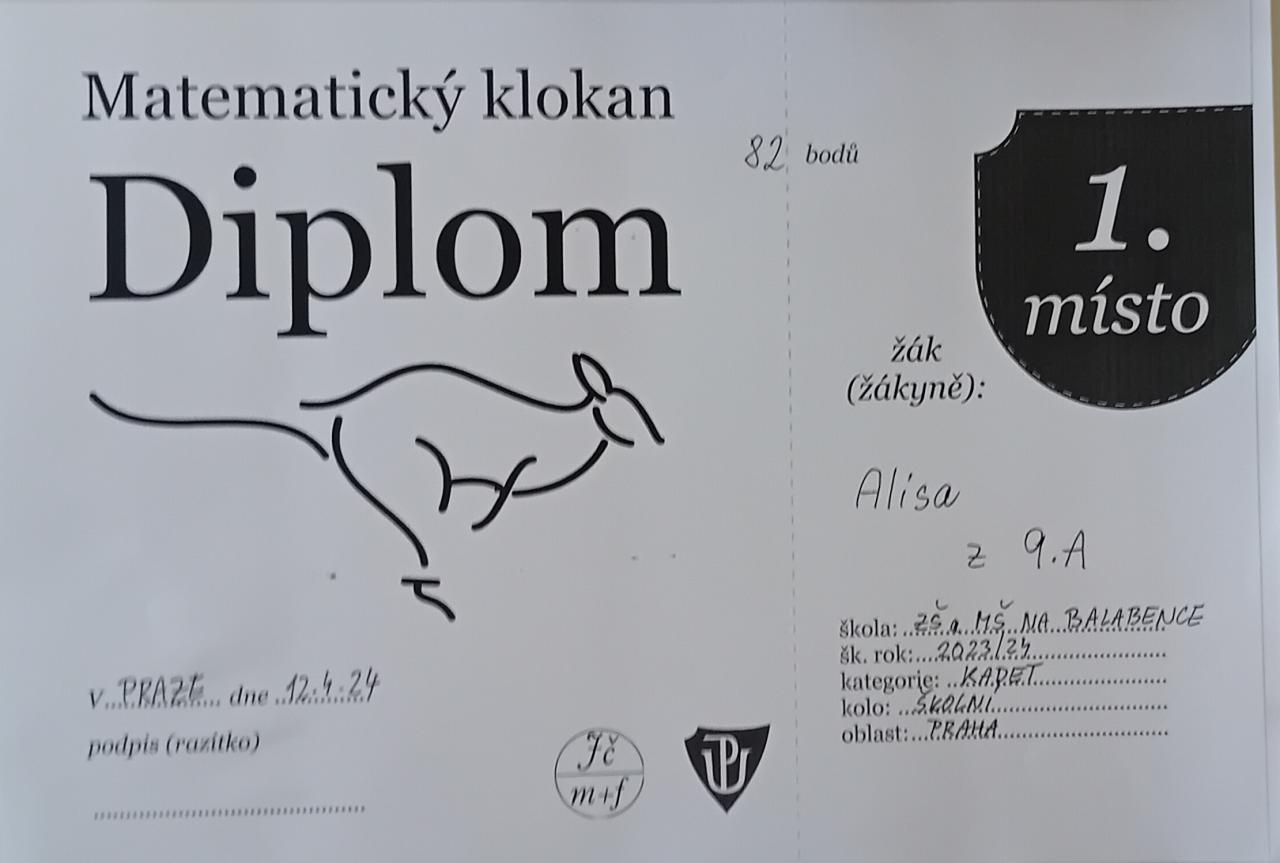 Matematický klokan
Diplom
82 bodů
1.
místo
žák
(žákyně):
Alisa
z 9.A
škola: ZŠ a MŠ NA BALABENCE
šk. rok: 2023/24
kategorie: KADET
kolo: ŠKOLNÍ
oblast: PRAHA
V PRAZE dne 12.4.24
podpis (razítko)
Jč
m+f
UP